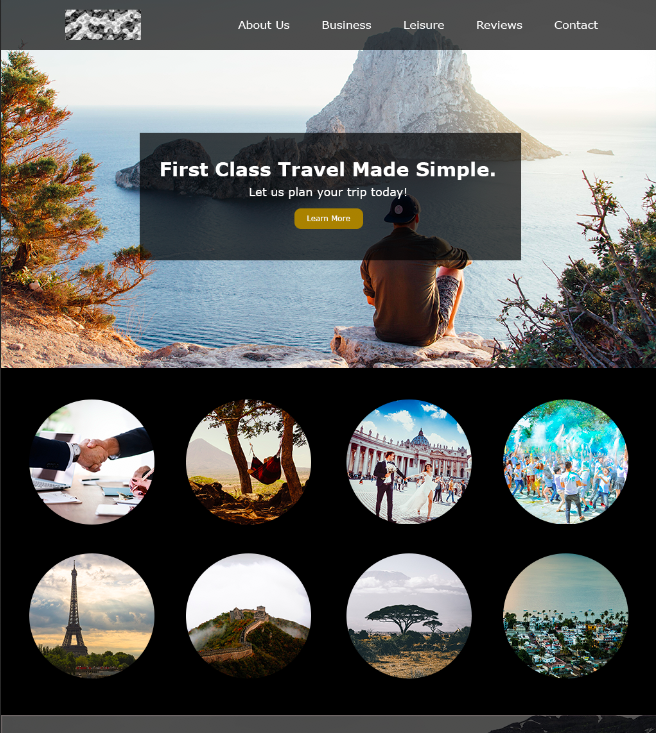 About Us Business Leisure Reviews Contact
First Class Travel Made Simple.
Let us plan your trip today!
Learn More